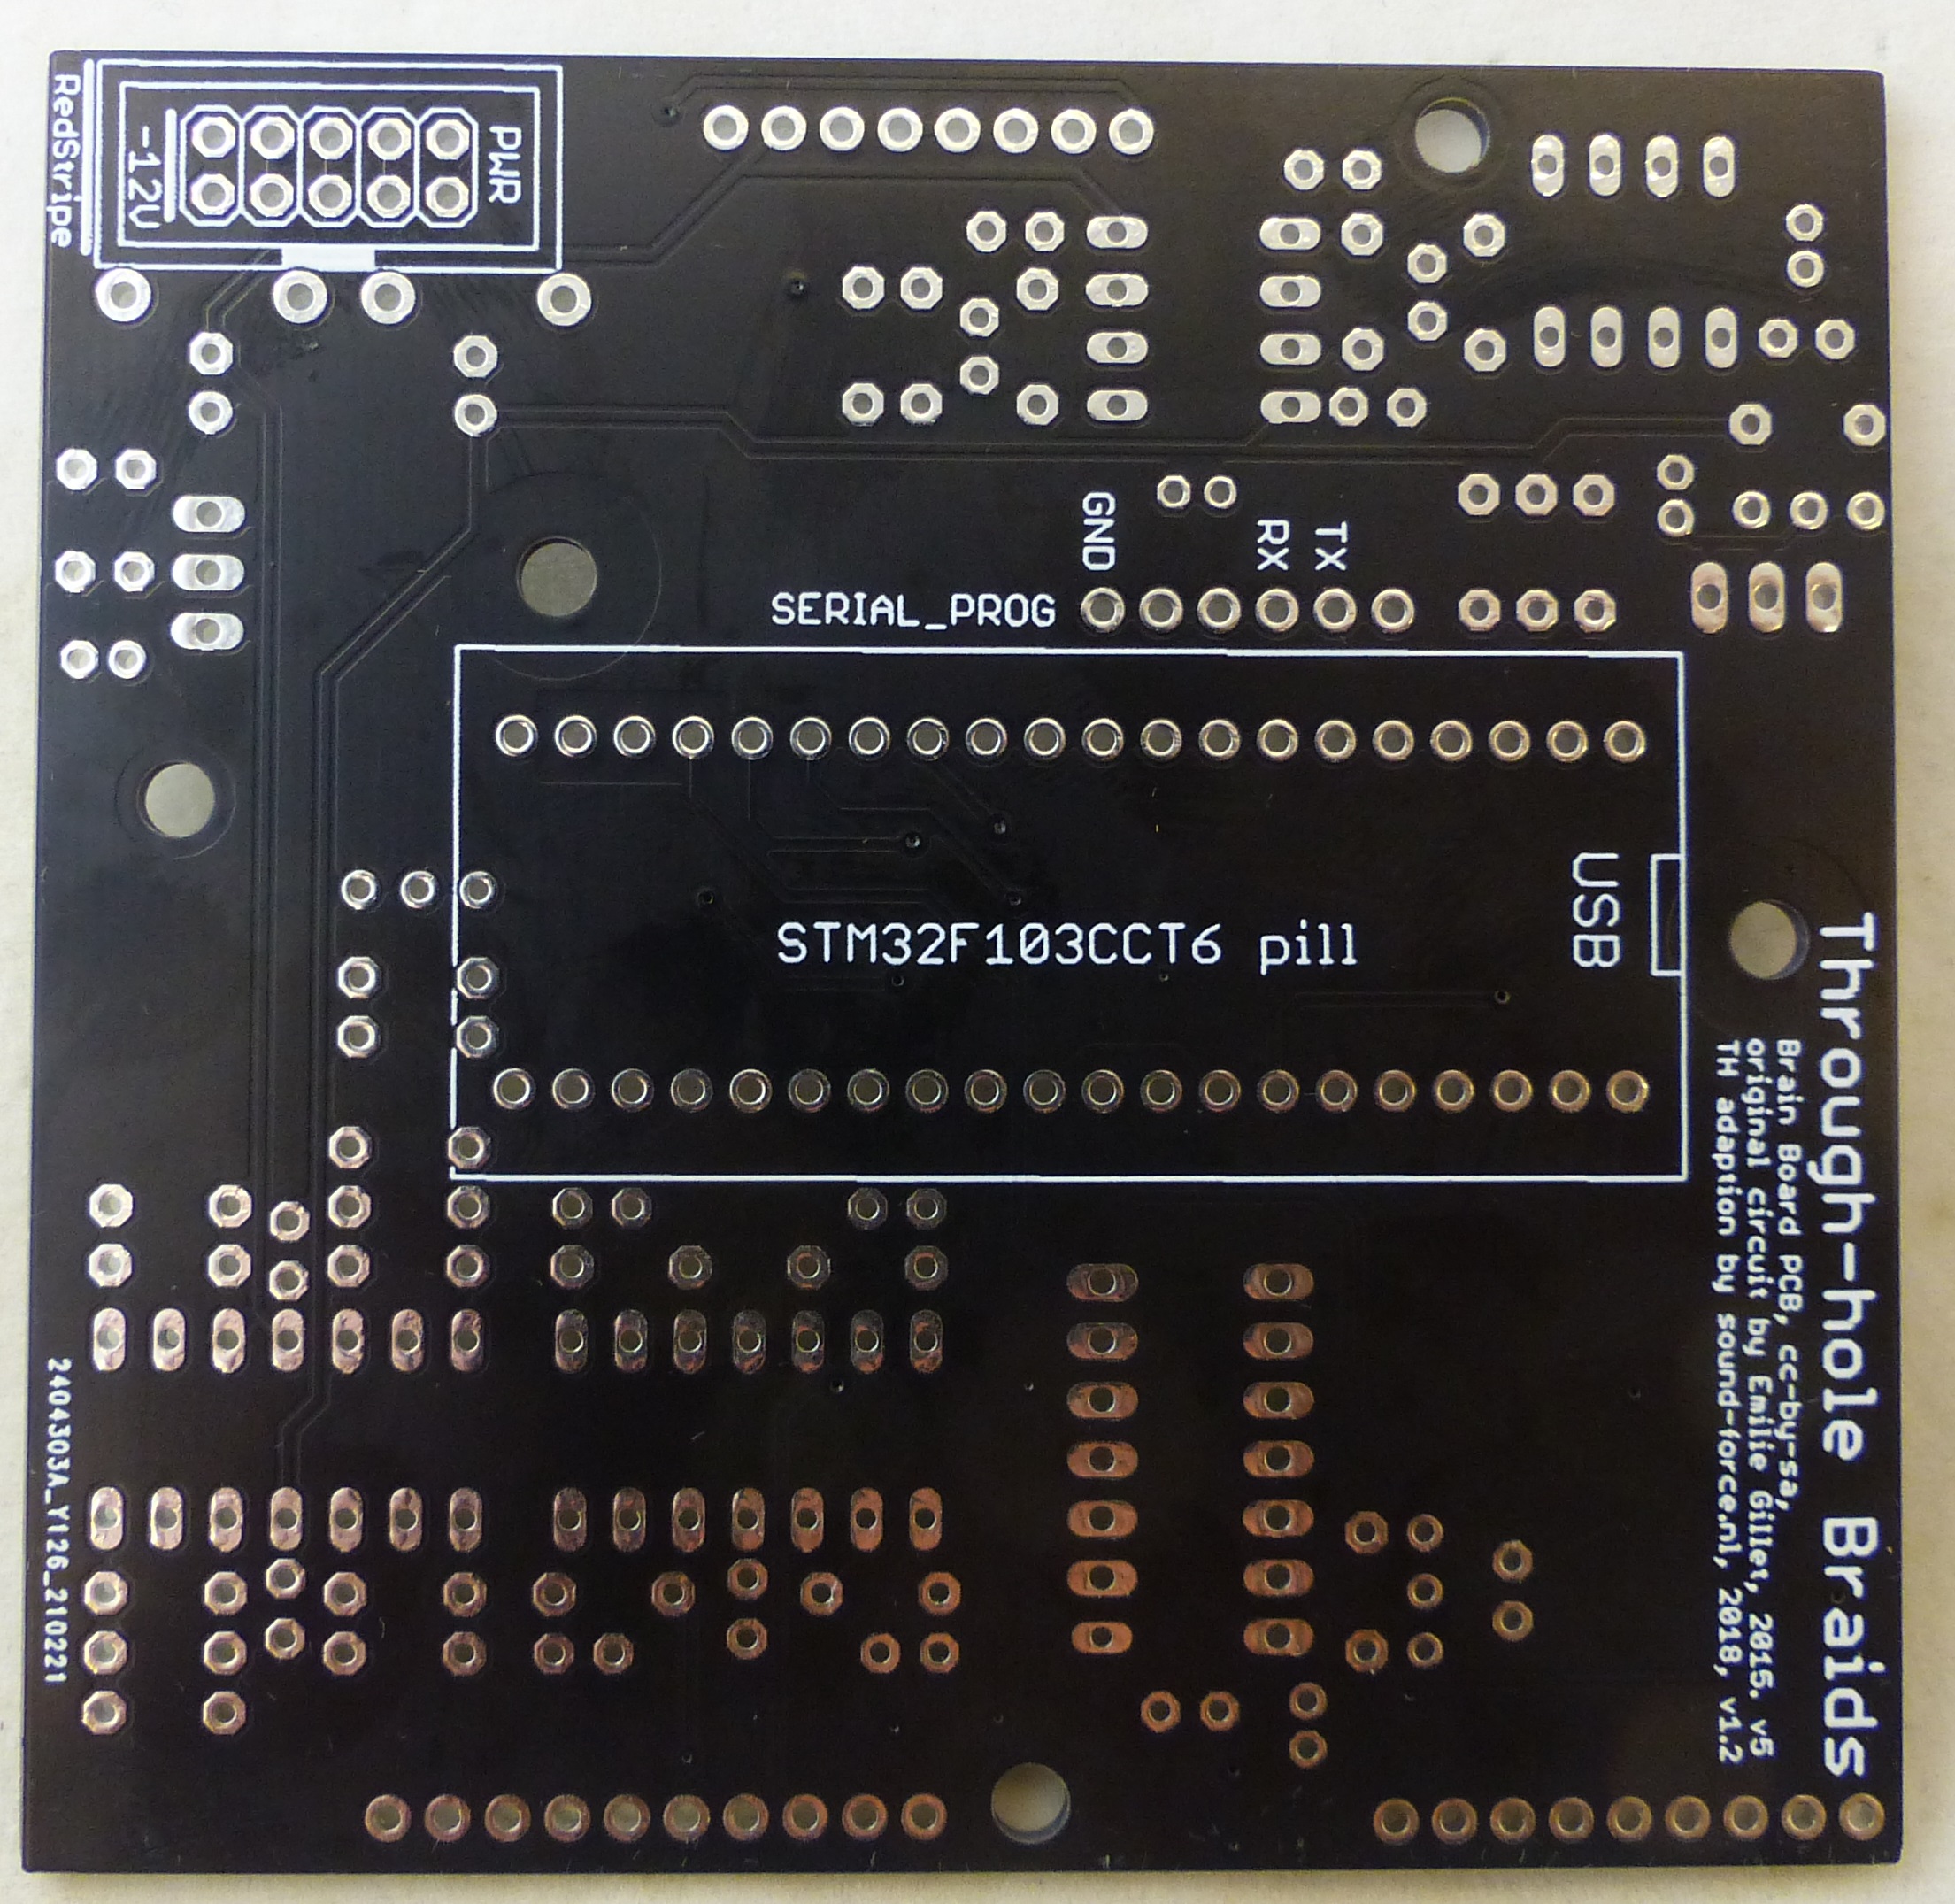 Through-hole Braids
Brain Board PCB, cc-by-sa,
original circuit by Emilie Gillet, 2015. v5
TH adaption by sound-force.nl, 2018, v1.2
2404303A_Y126_210221
USB
STM32F103CCT6 pill
SERIAL_PROG
TX
RX
GND
PWR
-12V
RedStripe